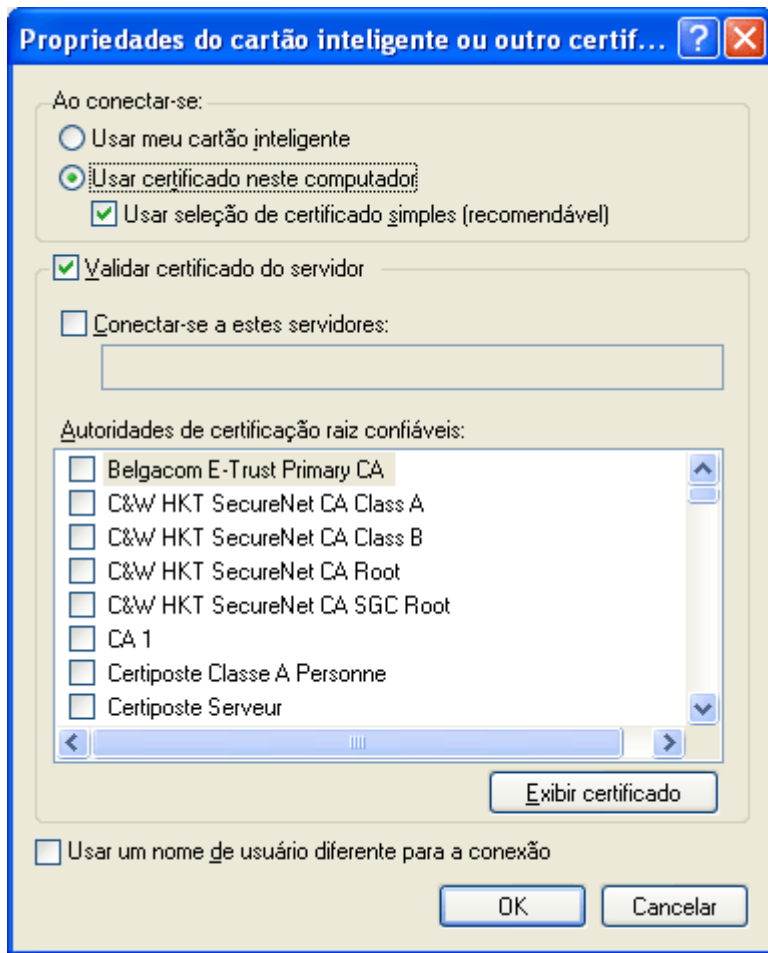 Propriedades do cartão inteligente ou outro certif...
Ao conectar-se:
Usar meu cartão inteligente
Usar certificado neste computador
Usar seleção de certificado simples (recomendável)
Validar certificado do servidor
Conectar-se a estes servidores:
Autoridades de certificação raiz confiáveis:
Belgacom E-Trust Primary CA
C&W HKT SecureNet CA Class A
C&W HKT SecureNet CA Class B
C&W HKT SecureNet CA Root
C&W HKT SecureNet CA SGC Root
CA 1
Certiposte Classe A Personne
Certiposte Serveur
Exibir certificado
Usar um nome de usuário diferente para a conexão
OK Cancelar